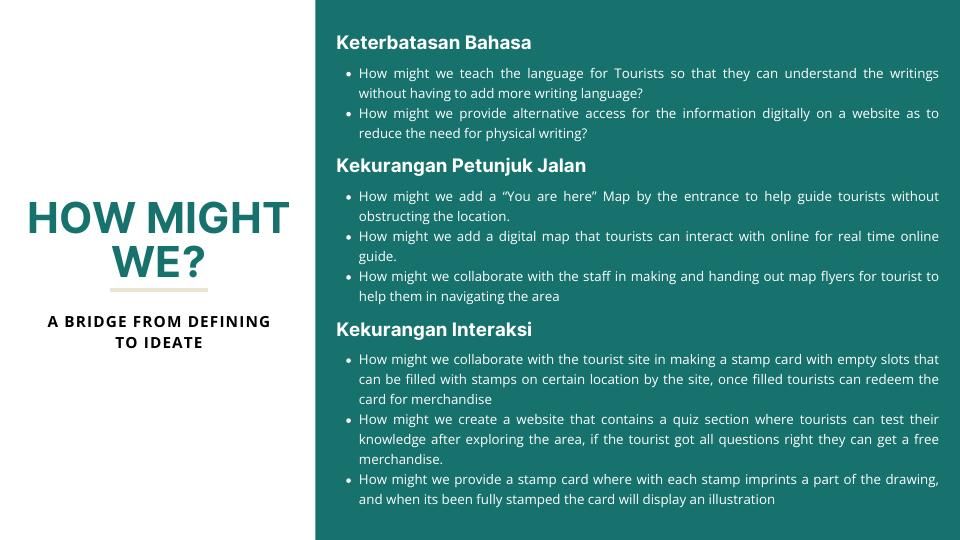 HOW MIGHT
WE?
A BRIDGE FROM DEFINING
TO IDEATE
Keterbatasan Bahasa
• How might we teach the language for Tourists so that they can understand the writings
without having to add more writing language?
• How might we provide alternative access for the information digitally on a website as to
reduce the need for physical writing?
Kekurangan Petunjuk Jalan
• How might we add a “You are here” Map by the entrance to help guide tourists without
obstructing the location.
• How might we add a digital map that tourists can interact with online for real time online
guide.
• How might we collaborate with the staff in making and handing out map flyers for tourist to
help them in navigating the area
Kekurangan Interaksi
• How might we collaborate with the tourist site in making a stamp card with empty slots that
can be filled with stamps on certain location by the site, once filled tourists can redeem the
card for merchandise
• How might we create a website that contains a quiz section where tourists can test their
knowledge after exploring the area, if the tourist got all questions right they can get a free
merchandise.
• How might we provide a stamp card where with each stamp imprints a part of the drawing,
and when its been fully stamped the card will display an illustration